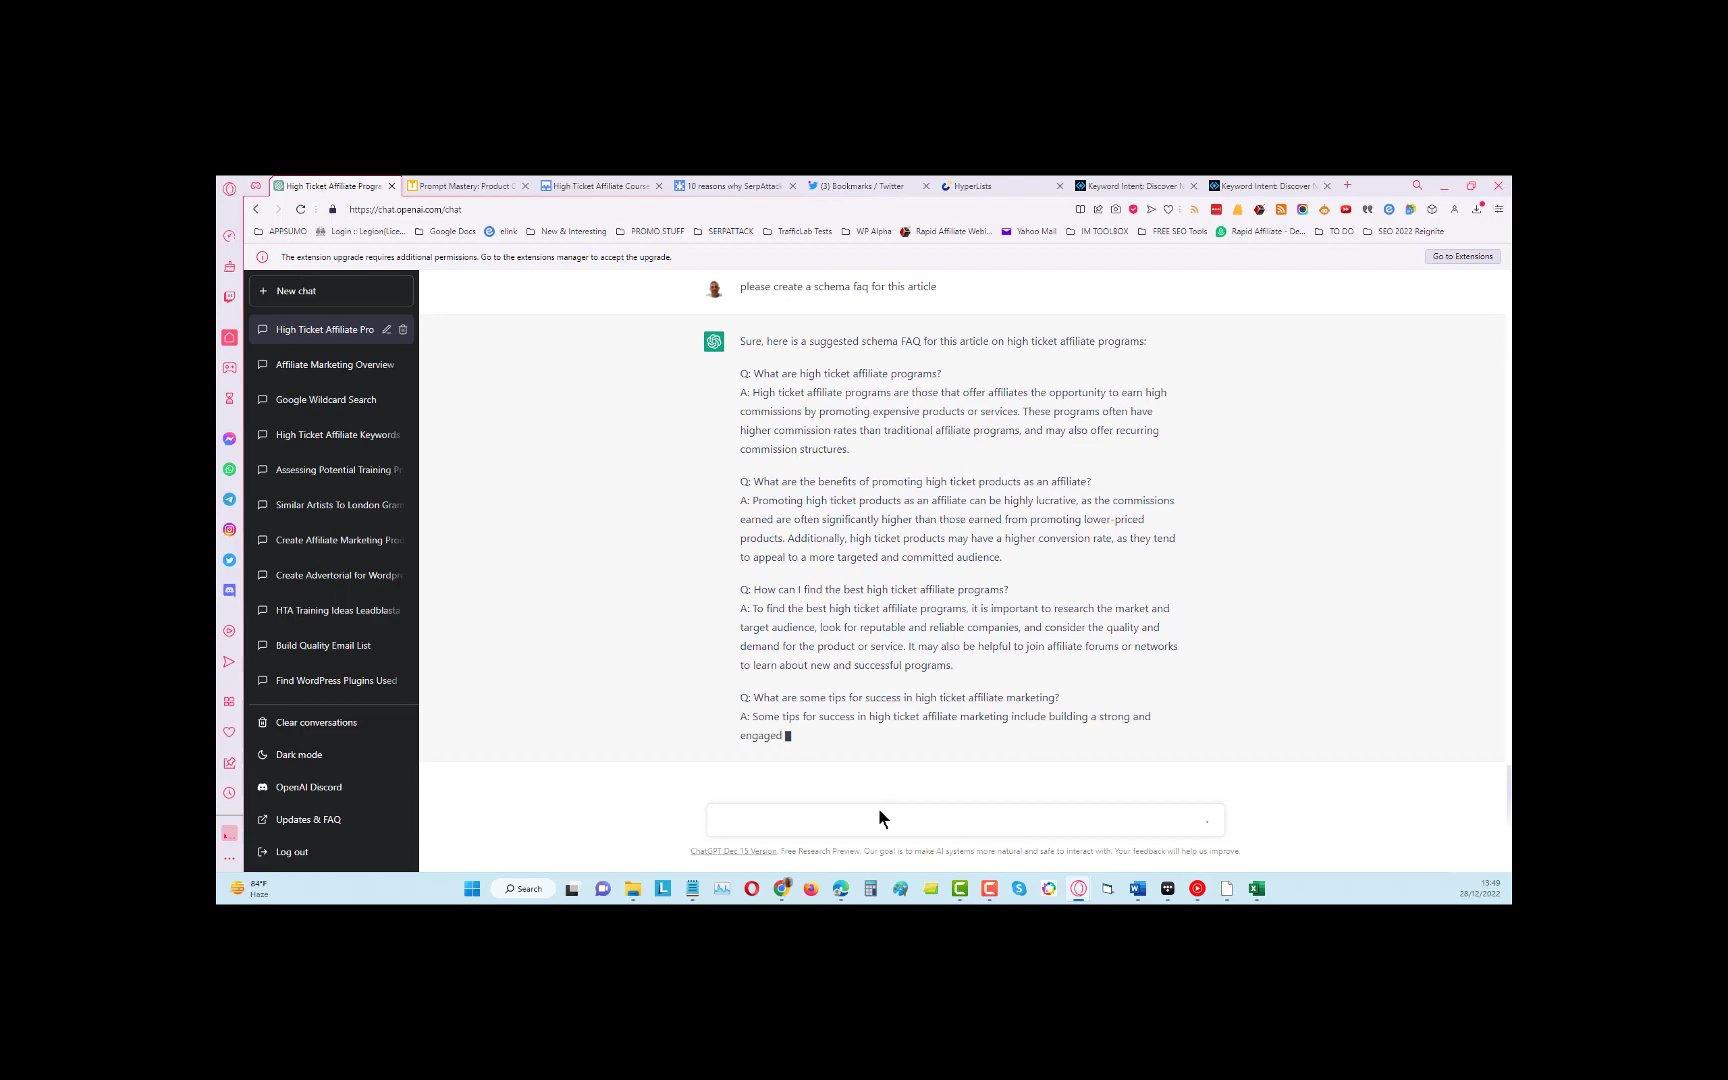 High Ticket Affiliate Progra
Prompt Mastery: Product C
High Ticket Affiliate Course
10 reasons why SerpAttack
(3) Bookmarks / Twitter
HyperLists
Keyword Intent: Discover N
Keyword Intent: Discover N
https://chat.openai.com/chat
APPSUMO
Login :: Legion(Lice...
Google Docs
elink
New & Interesting
PROMO STUFF
SERPATTACK
TrafficLab Tests
WP Alpha
Rapid Affiliate Webi...
Yahoo Mail
IM TOOLBOX
FREE SEO Tools
Rapid Affiliate - De...
TO DO
SEO 2022 Reignite
The extension upgrade requires additional permissions. Go to the extensions manager to accept the upgrade.
Go to Extensions
New chat
High Ticket Affiliate Pro
Affiliate Marketing Overview
Google Wildcard Search
High Ticket Affiliate Keywords
Assessing Potential Training Pr
Similar Artists To London Gram
Create Affiliate Marketing Prod
Create Advertorial for Wordpr
HTA Training Ideas Leadblasta
Build Quality Email List
Find WordPress Plugins Used
Clear conversations
Dark mode
OpenAI Discord
Updates & FAQ
Log out
please create a schema faq for this article
Sure, here is a suggested schema FAQ for this article on high ticket affiliate programs:
Q: What are high ticket affiliate programs?
A: High ticket affiliate programs are those that offer affiliates the opportunity to earn high
commissions by promoting expensive products or services. These programs often have
higher commission rates than traditional affiliate programs, and may also offer recurring
commission structures.
Q: What are the benefits of promoting high ticket products as an affiliate?
A: Promoting high ticket products as an affiliate can be highly lucrative, as the commissions
earned are often significantly higher than those earned from promoting lower-priced
products. Additionally, high ticket products may have a higher conversion rate, as they tend
to appeal to a more targeted and committed audience.
Q: How can I find the best high ticket affiliate programs?
A: To find the best high ticket affiliate programs, it is important to research the market and
target audience, look for reputable and reliable companies, and consider the quality and
demand for the product or service. It may also be helpful to join affiliate forums or networks
to learn about new and successful programs.
Q: What are some tips for success in high ticket affiliate marketing?
A: Some tips for success in high ticket affiliate marketing include building a strong and
engaged
ChatGPT Dec 15 Version. Free Research Preview. Our goal is to make AI systems more natural and safe to interact with. Your feedback will help us improve.
84°F
Haze
Search
13:49
28/12/2022